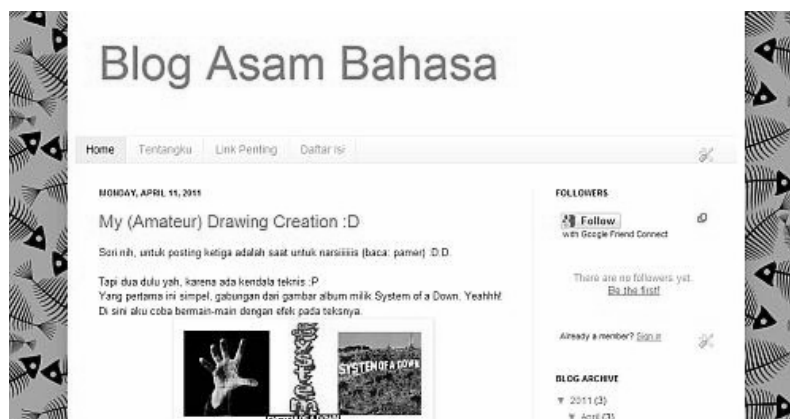 Blog Asam Bahasa
Home Tentangku Link Penting Daftar isi
MONDAY, APRIL 11, 2011
My (Amateur) Drawing Creation :D
Sori nih, untuk posting ketiga adalah saat untuk narsiiiiis (baca: pamer) :D:D.
Tapi dua dulu yah, karena ada kendala teknis :P
Yang pertama ini simpel, gabungan dari gambar album milik System of a Down. Yeahhh!
Di sini aku coba bermain-main dengan efek pada teksnya.
SYSTEM OF A DOWN
FOLLOWERS
Follow
with Google Friend Connect
There are no followers yet.
Be the first!
Already a member? Sign in
BLOG ARCHIVE
▼ 2011 (3)
▼ April (3)